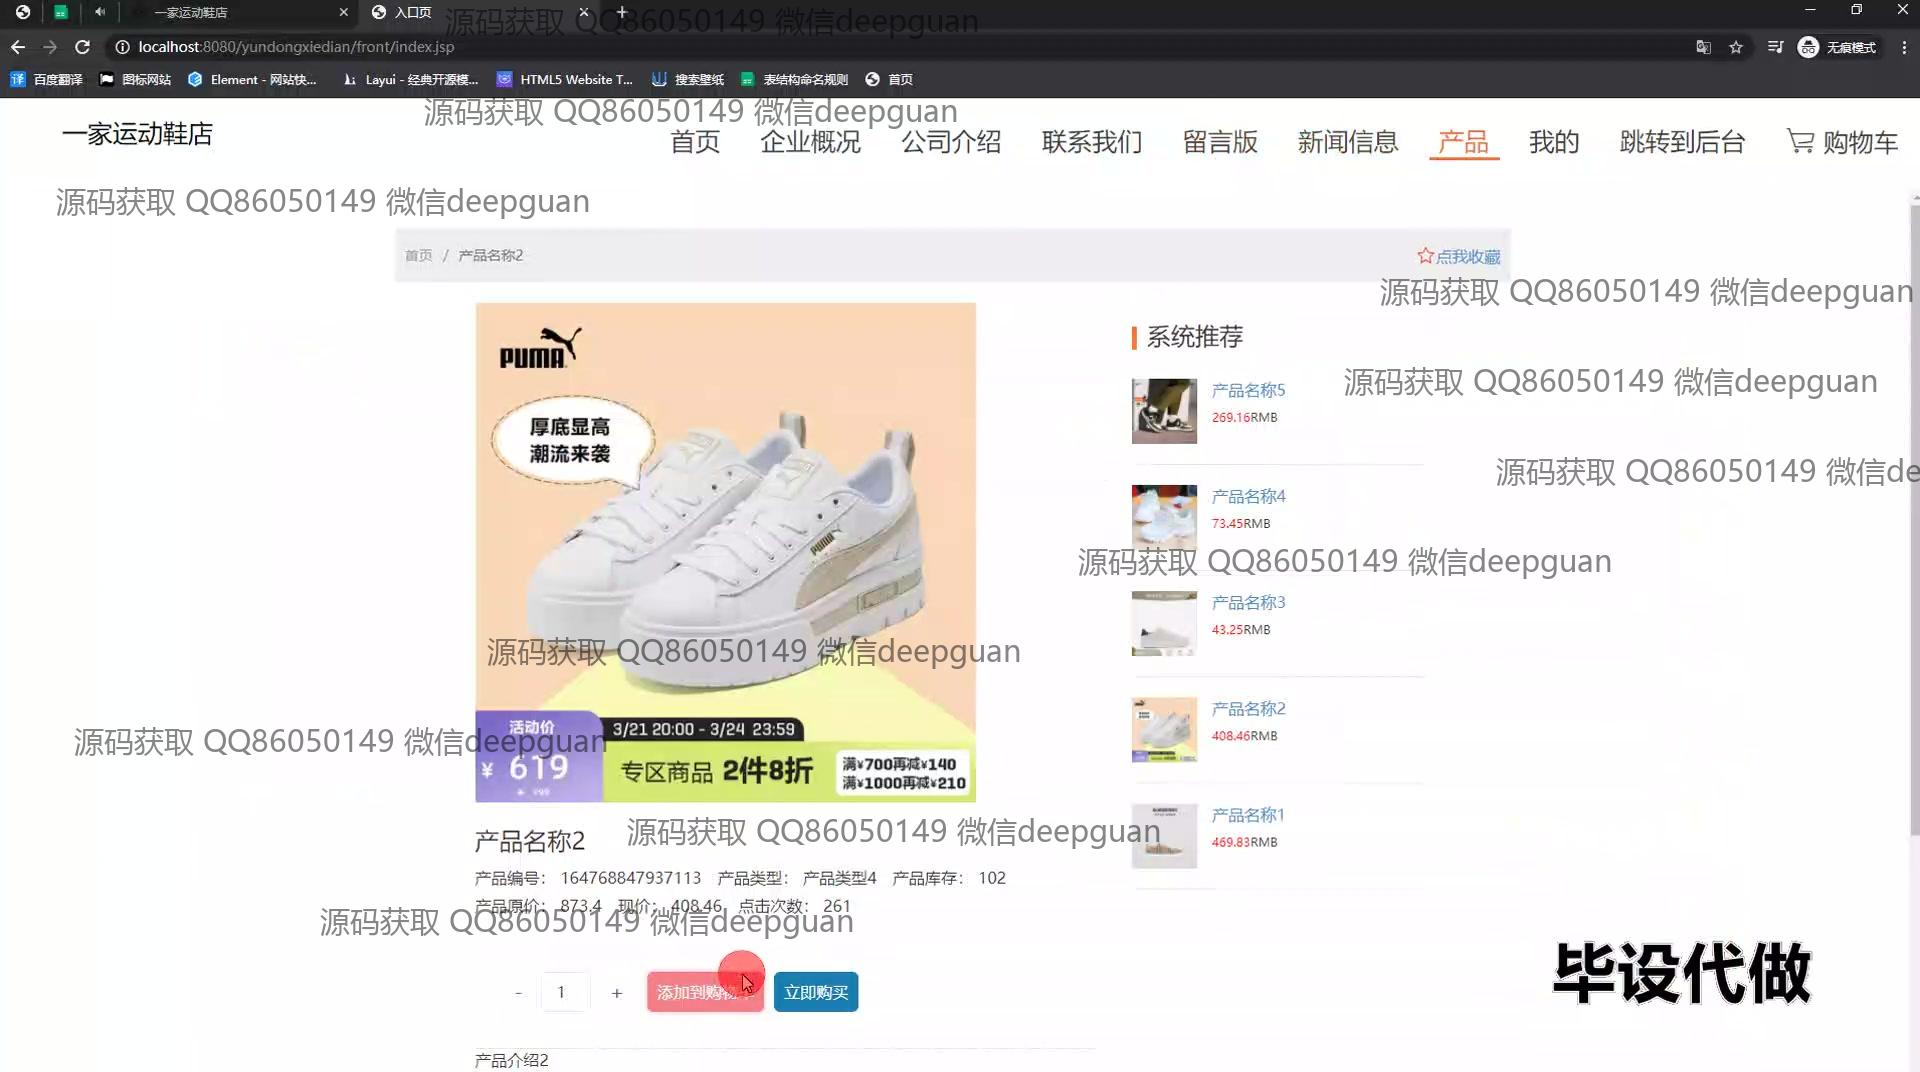 一家运动鞋店
入口页
源码获取 QQ86050149 微信deepguan
localhost:8080/yundongxiedian/front/index.jsp
无痕模式
百度翻译
图标网站
Element - 网站快...
Layui - 经典开源模...
HTML5 Website T...
搜索壁纸
表结构命名规则
首页
源码获取 QQ86050149 微信deepguan
一家运动鞋店
首页 企业概况 公司介绍 联系我们 留言版 新闻信息 产品 我的 跳转到后台 购物车
源码获取 QQ86050149 微信deepguan
首页 / 产品名称2
点我收藏
源码获取 QQ86050149 微信deepguan
PUMA
厚底显高
潮流来袭
PUMA
活动价
¥ 619
3/21 20:00 - 3/24 23:59
专区商品 2件8折
满¥700再减¥140
满¥1000再减¥210
系统推荐
产品名称5
269.16RMB
源码获取 QQ86050149 微信deepguan
产品名称4
73.45RMB
源码获取 QQ86050149 微信de
源码获取 QQ86050149 微信deepguan
产品名称3
43.25RMB
源码获取 QQ86050149 微信deepguan
产品名称2
408.46RMB
源码获取 QQ86050149 微信deepguan
产品名称1
469.83RMB
产品名称2
源码获取 QQ86050149 微信deepguan
产品编号： 164768847937113 产品类型： 产品类型4 产品库存： 102
产品原价： 873.4 现价： 408.46 点击次数： 261
源码获取 QQ86050149 微信deepguan
- 1 + 添加到购物车 立即购买
毕设代做
产品介绍2